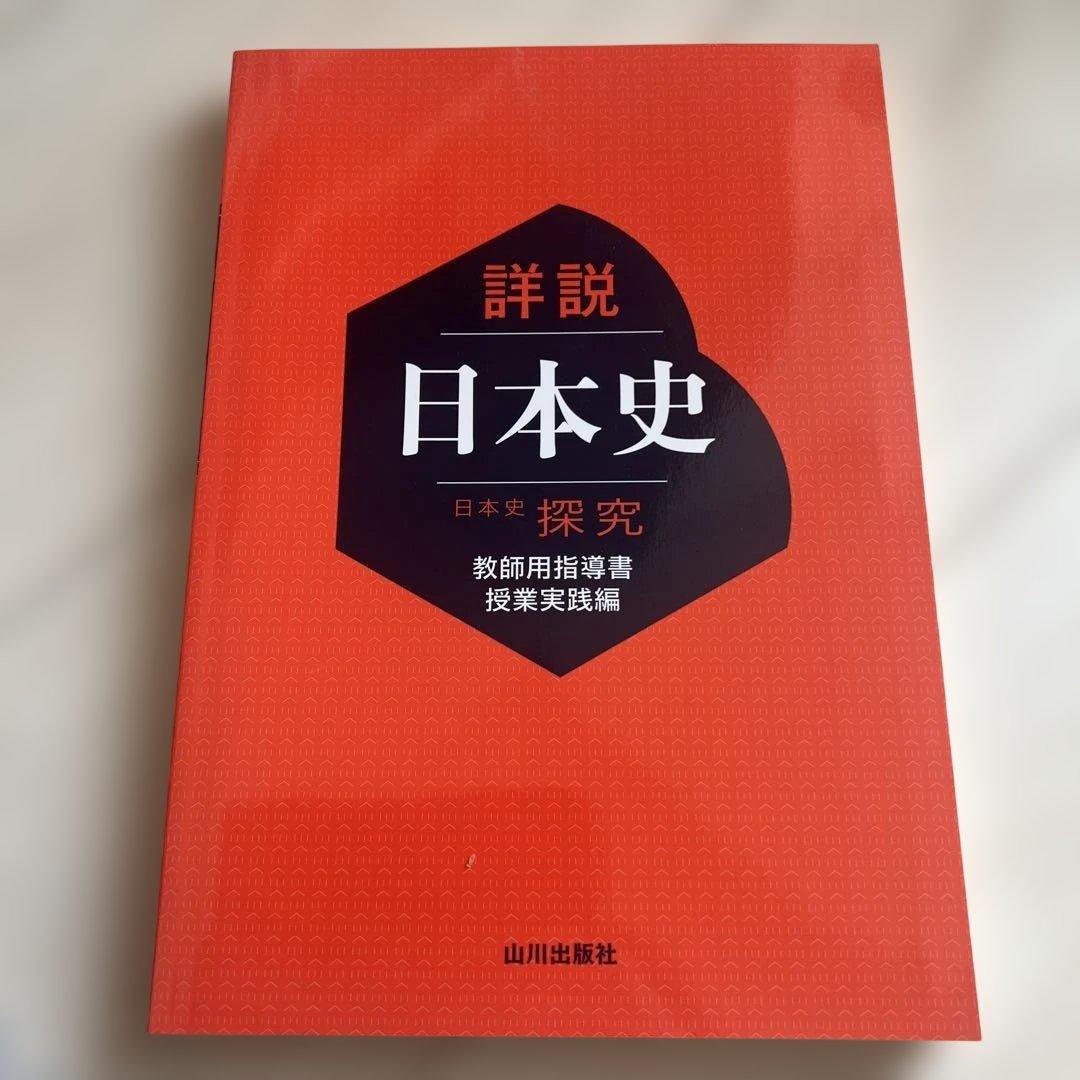 詳説
日本史
日本史 探究
教師用指導書
授業実践編
山川出版社